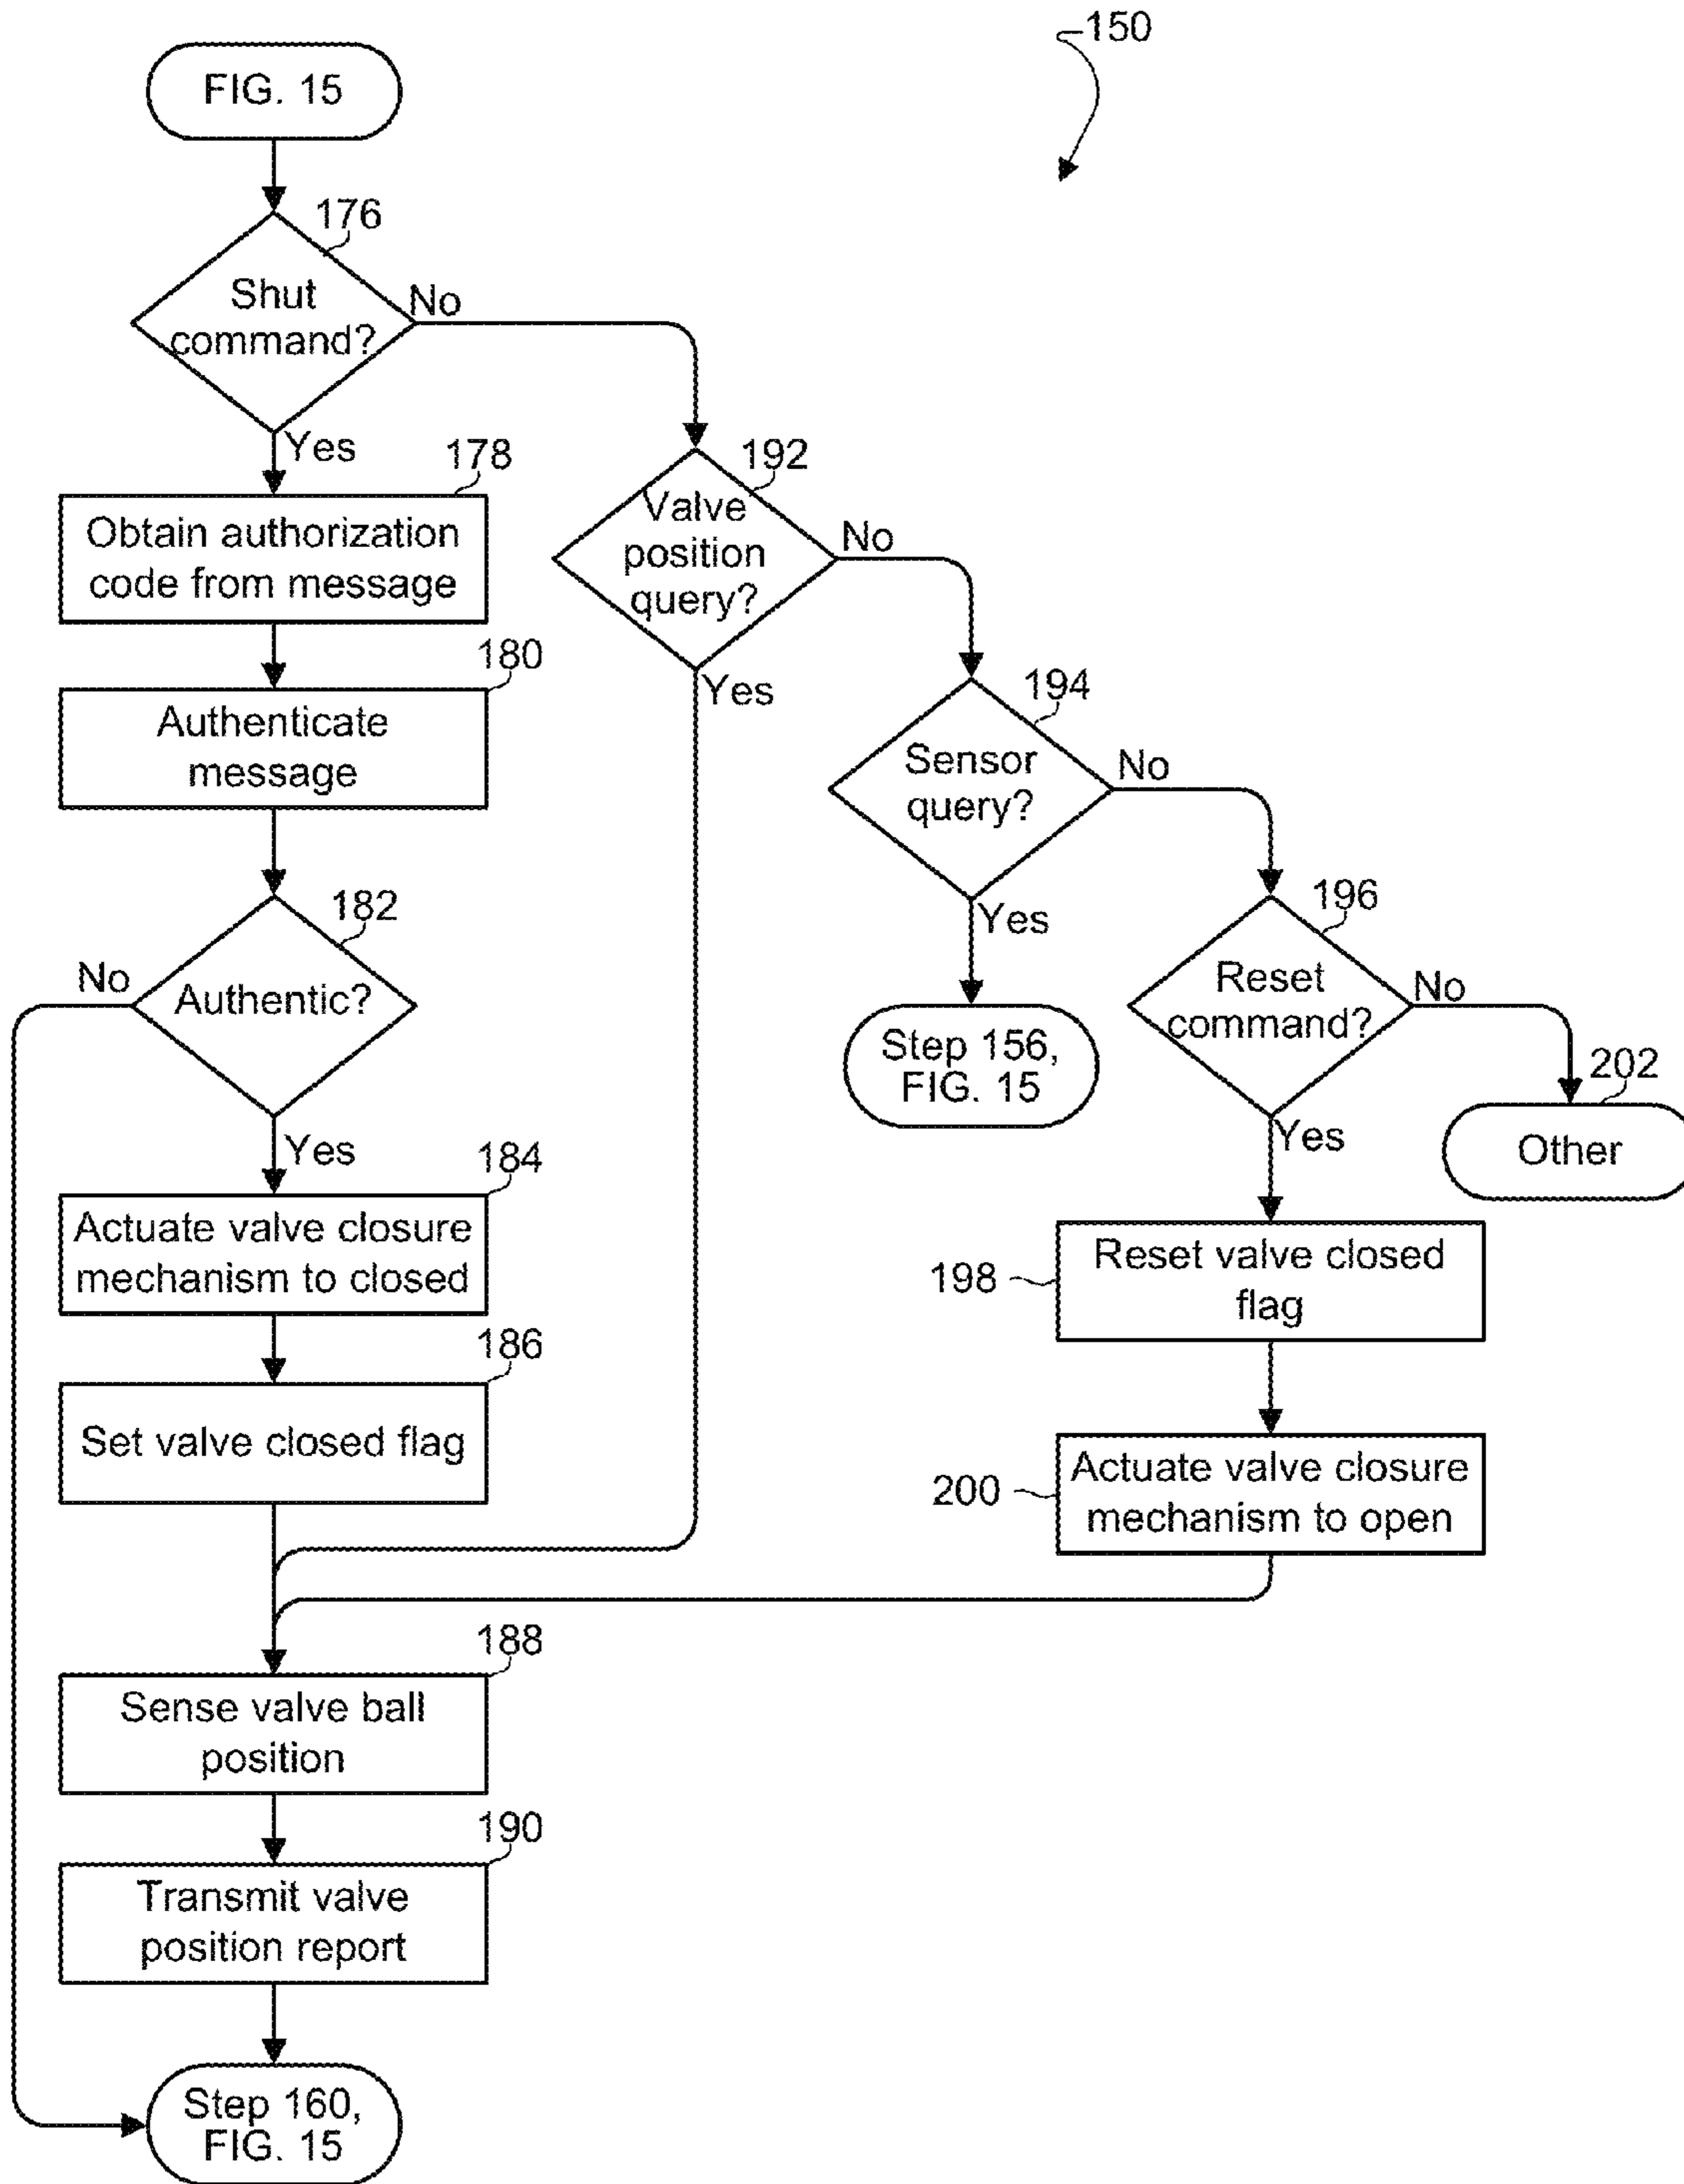 150
FIG. 15
176
Shut
command?
No
Yes
178
Obtain authorization
code from message
180
Authenticate
message
182
No
Authentic?
Yes
184
Actuate valve closure
mechanism to closed
186
Set valve closed flag
188
Sense valve ball
position
190
Transmit valve
position report
Step 160,
FIG. 15
192
Valve
position
query?
No
Yes
194
Sensor
query?
No
Yes
Step 156,
FIG. 15
196
Reset
command?
No
Yes
202
Other
198
Reset valve closed
flag
200
Actuate valve closure
mechanism to open